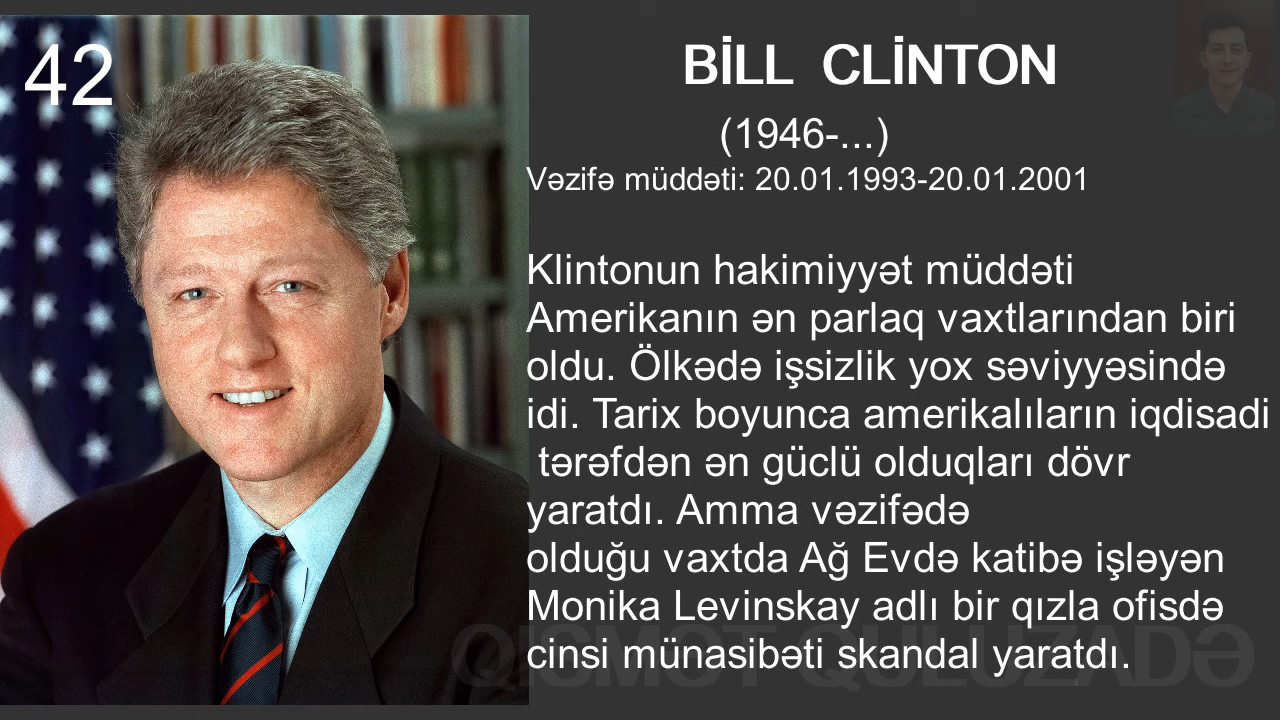 42
BİLL CLİNTON
(1946-...)
Vəzifə müddəti: 20.01.1993-20.01.2001
Klintonun hakimiyyət müddəti
Amerikanın ən parlaq vaxtlarından biri
oldu. Ölkədə işsizlik yox səviyyəsində
idi. Tarix boyunca amerikalıların iqdisadi
tərəfdən ən güclü olduqları dövr
yaratdı. Amma vəzifədə
olduğu vaxtda Ağ Evdə katibə işləyən
Monika Levinskay adlı bir qızla ofisdə
cinsi münasibəti skandal yaratdı.
QISMƏT QULUZADƏ